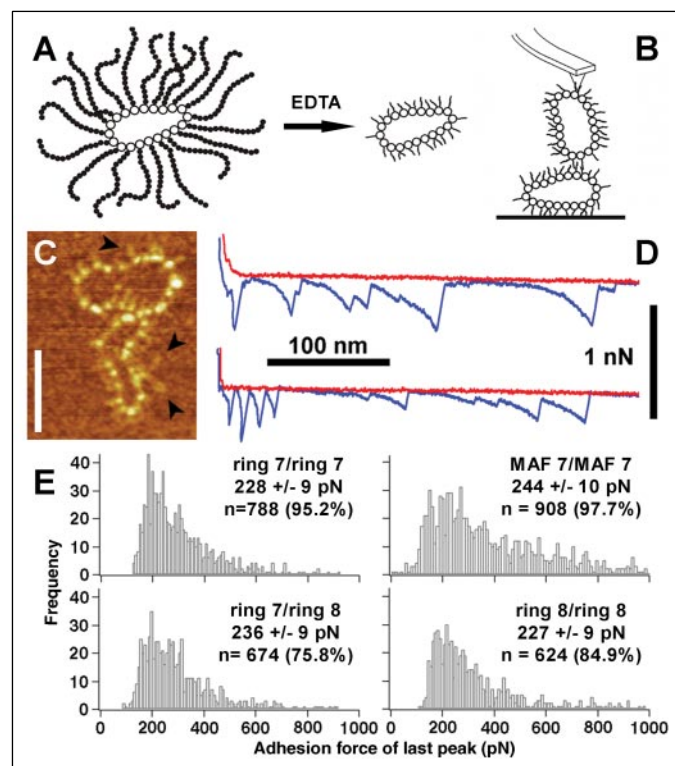 A
EDTA
B
C
D
100 nm
1 nN
E
Frequency
40
30
20
10
0
ring 7/ring 7
228 +/- 9 pN
n=788 (95.2%)
MAF 7/MAF 7
244 +/- 10 pN
n = 908 (97.7%)
40
30
20
10
0
ring 7/ring 8
236 +/- 9 pN
n= 674 (75.8%)
ring 8/ring 8
227 +/- 9 pN
n = 624 (84.9%)
0 200 400 600 800 1000
0 200 400 600 800 1000
Adhesion force of last peak (pN)